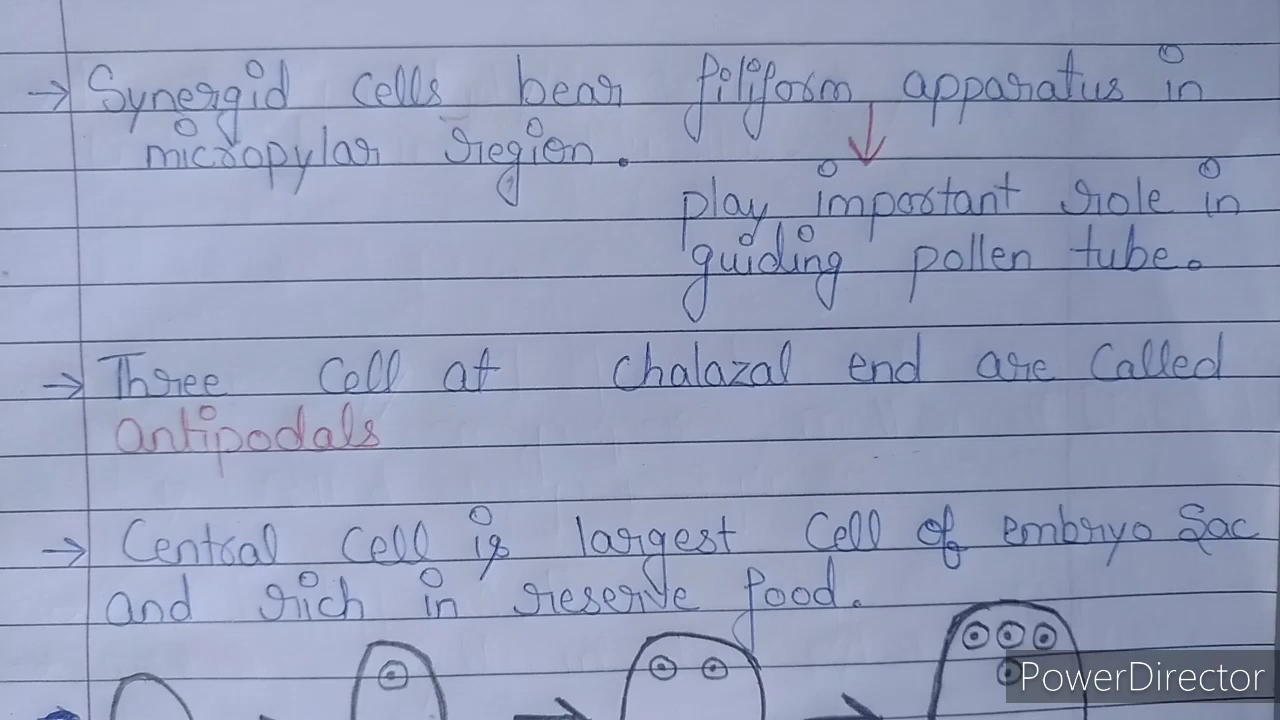 → Synergid cells bear filiform apparatus in
micropylar region.
play important role in
guiding pollen tube.
→ Three cell at chalazal end are called
antipodals
→ Central cell is largest cell of embryo sac
and rich in reserve food.
PowerDirector